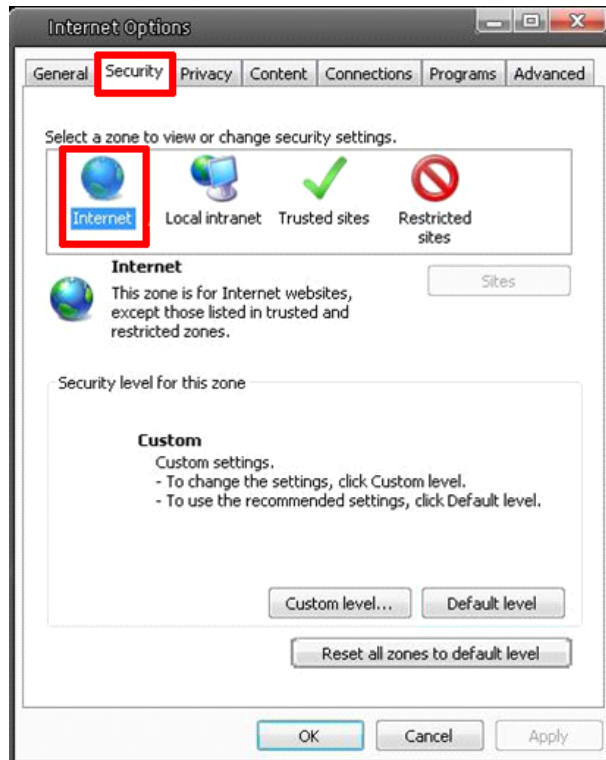 Internet Options
General Security Privacy Content Connections Programs Advanced
Select a zone to view or change security settings.
Internet Local intranet Trusted sites Restricted sites
Internet
Sites
This zone is for Internet websites,
except those listed in trusted and
restricted zones.
Security level for this zone
Custom
Custom settings.
- To change the settings, click Custom level.
- To use the recommended settings, click Default level.
Custom level... Default level
Reset all zones to default level
OK Cancel Apply